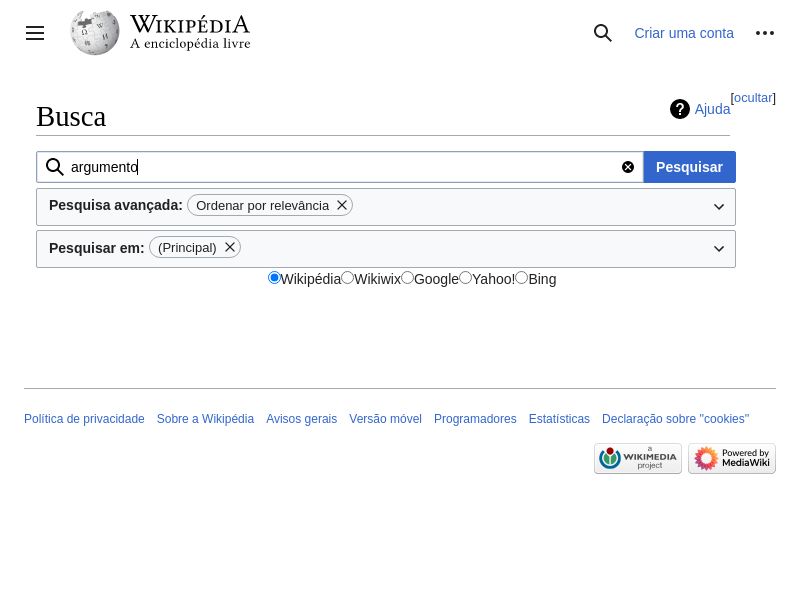 WIKIPÉDIA
A enciclopédia livre
Criar uma conta
[ocultar]
Busca
Ajuda
argumento
Pesquisar
Pesquisa avançada: Ordenar por relevância
Pesquisar em: (Principal)
Wikipédia Wikiwix Google Yahoo! Bing
Política de privacidade Sobre a Wikipédia Avisos gerais Versão móvel Programadores Estatísticas Declaração sobre "cookies"
a
WIKIMEDIA
project
Powered by
MediaWiki